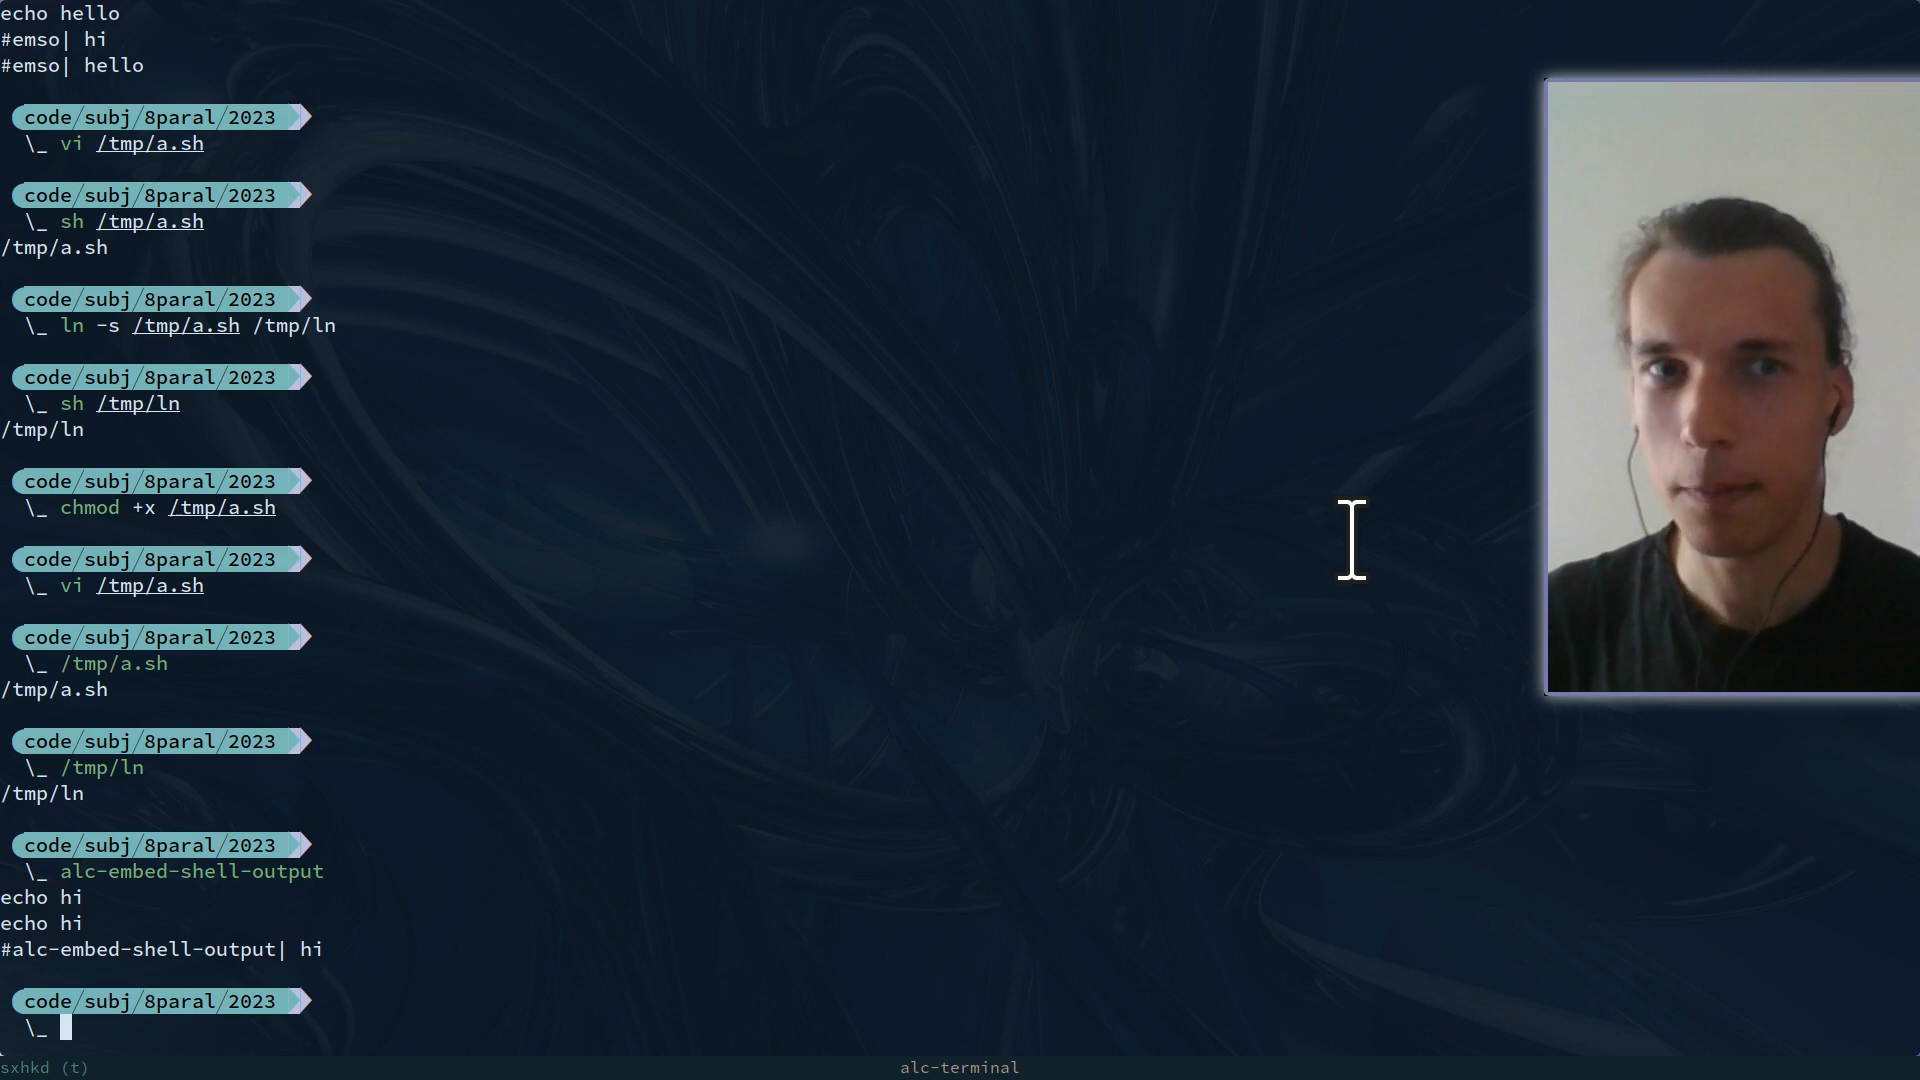 echo hello
#emso| hi
#emso| hello
code/subj/8paral/2023
\_ vi /tmp/a.sh
code/subj/8paral/2023
\_ sh /tmp/a.sh
/tmp/a.sh
code/subj/8paral/2023
\_ ln -s /tmp/a.sh /tmp/ln
code/subj/8paral/2023
\_ sh /tmp/ln
/tmp/ln
code/subj/8paral/2023
\_ chmod +x /tmp/a.sh
code/subj/8paral/2023
\_ vi /tmp/a.sh
code/subj/8paral/2023
\_ /tmp/a.sh
/tmp/a.sh
code/subj/8paral/2023
\_ /tmp/ln
/tmp/ln
code/subj/8paral/2023
\_ alc-embed-shell-output
echo hi
echo hi
#alc-embed-shell-output| hi
code/subj/8paral/2023
\_
sxhkd (t)
alc-terminal